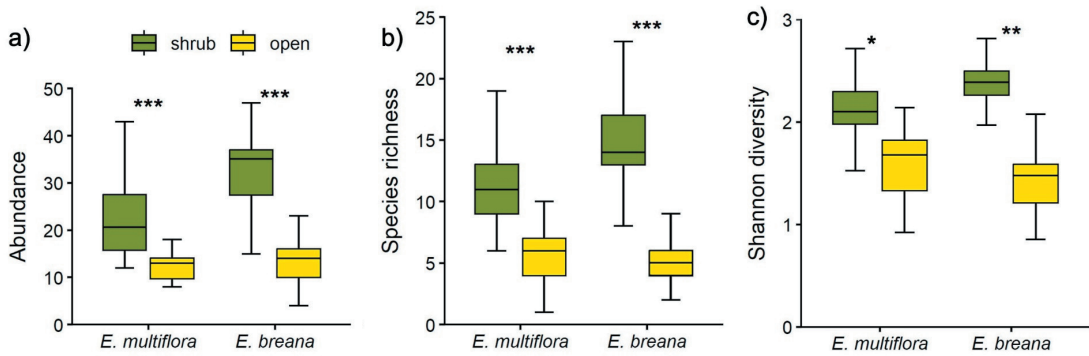 a)
shrub open
***
***
50
40
30
20
10
0
Abundance
E. multiflora E. breana
b)
***
***
25
20
15
10
5
0
Species richness
E. multiflora E. breana
c)
*
**
3
2
1
0
Shannon diversity
E. multiflora E. breana